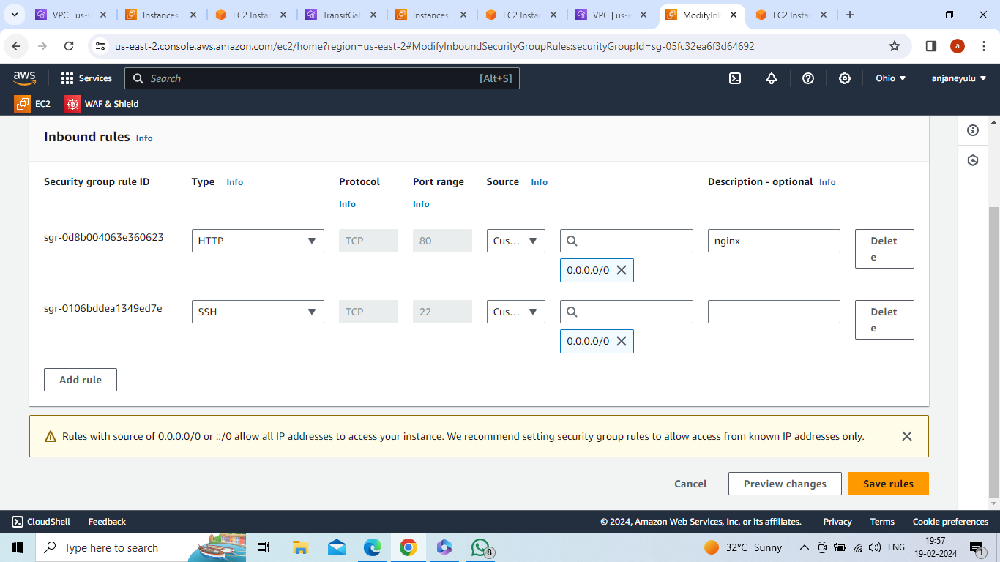 VPC | us-w
Instances
EC2 Instan
TransitGat
Instances
EC2 Instan
VPC | us-e
ModifyInb
EC2 Instan
us-east-2.console.aws.amazon.com/ec2/home?region=us-east-2#ModifyInboundSecurityGroupRules:securityGroupId=sg-05fc32ea6f3d64692
a
aws
Services
Search
[Alt+S]
Ohio
anjaneyulu
EC2
WAF & Shield
Inbound rules Info
Security group rule ID
Type Info
Protocol
Info
Port range
Info
Source Info
Description - optional Info
sgr-0d8b004063e360623
HTTP
TCP
80
Cus...
0.0.0.0/0
nginx
Delet
e
sgr-0106bddea1349ed7e
SSH
TCP
22
Cus...
0.0.0.0/0
Delet
e
Add rule
Rules with source of 0.0.0.0/0 or ::/0 allow all IP addresses to access your instance. We recommend setting security group rules to allow access from known IP addresses only.
Cancel
Preview changes
Save rules
CloudShell
Feedback
© 2024, Amazon Web Services, Inc. or its affiliates.
Privacy
Terms
Cookie preferences
Type here to search
8
32°C Sunny
ENG
19:57
19-02-2024
1